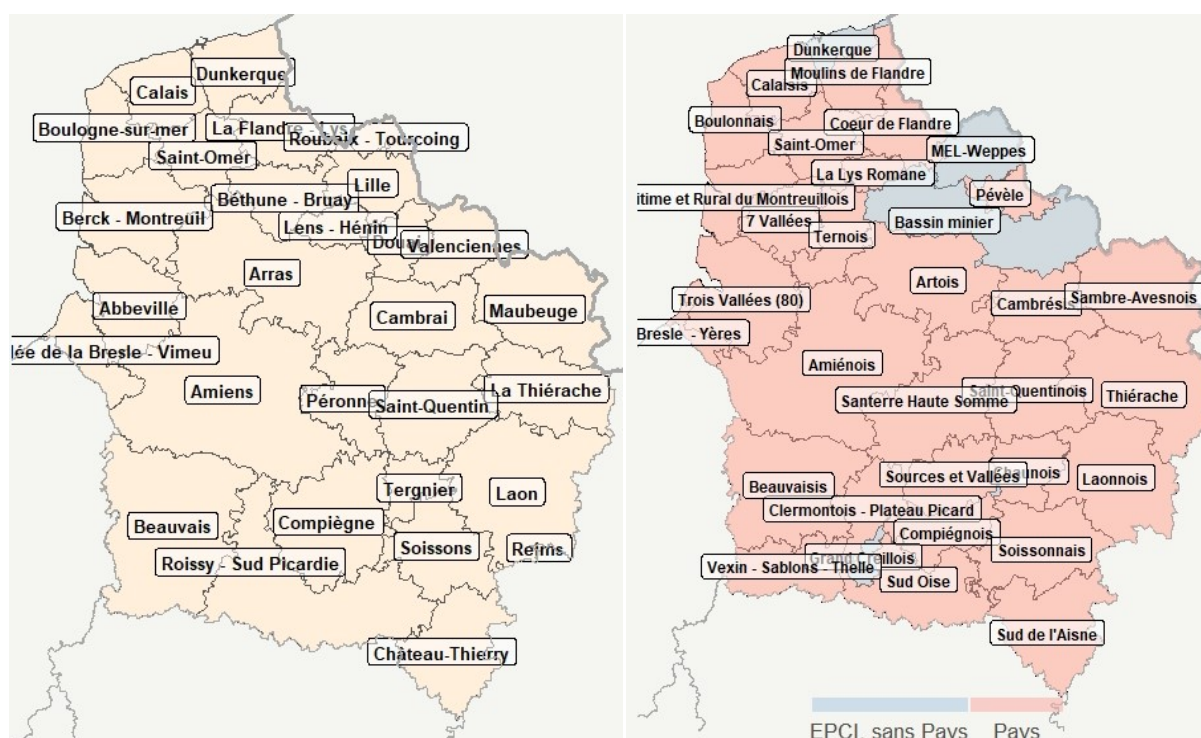 Dunkerque
Calais
Boulogne-sur-mer
La Flandre - Lys
Roubaix - Tourcoing
Saint-Omer
Lille
Béthune - Bruay
Berck - Montreuil
Lens - Hénin
Douai
Valenciennes
Arras
Abbeville
Cambrai
Maubeuge
lée de la Bresle - Vimeu
Amiens
Péronne
Saint-Quentin
La Thiérache
Tergnier
Laon
Beauvais
Compiègne
Soissons
Reims
Roissy - Sud Picardie
Château-Thierry
Dunkerque
Moulins de Flandre
Calaisis
Boulonnais
Coeur de Flandre
Saint-Omer
MEL-Weppes
La Lys Romane
Pévèle
itime et Rural du Montreuillois
7 Vallées
Bassin minier
Ternois
Artois
Trois Vallées (80)
Cambrésis
Sambre-Avesnois
Bresle - Yères
Amiénois
Santerre Haute Somme
Saint-Quentinois
Thiérache
Sources et Vallées
Chaunois
Laonnois
Beauvaisis
Clermontois - Plateau Picard
Compiégnois
Soissonnais
Grand Creillois
Vexin - Sablons - Thelle
Sud Oise
Sud de l'Aisne
EPCI, sans Pays
Pays